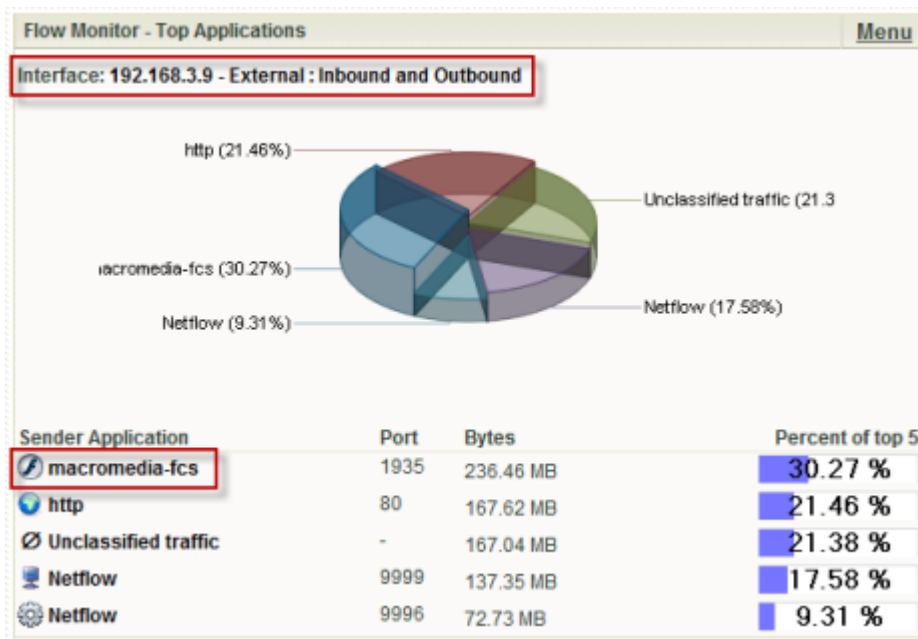 Flow Monitor - Top Applications Menu
Interface: 192.168.3.9 - External : Inbound and Outbound
http (21.46%)
Unclassified traffic (21.3
acromedia-fcs (30.27%)
Netflow (17.58%)
Netflow (9.31%)
Sender Application Port Bytes Percent of top 5
macromedia-fcs 1935 236.46 MB 30.27 %
http 80 167.62 MB 21.46 %
Unclassified traffic - 167.04 MB 21.38 %
Netflow 9999 137.35 MB 17.58 %
Netflow 9996 72.73 MB 9.31 %